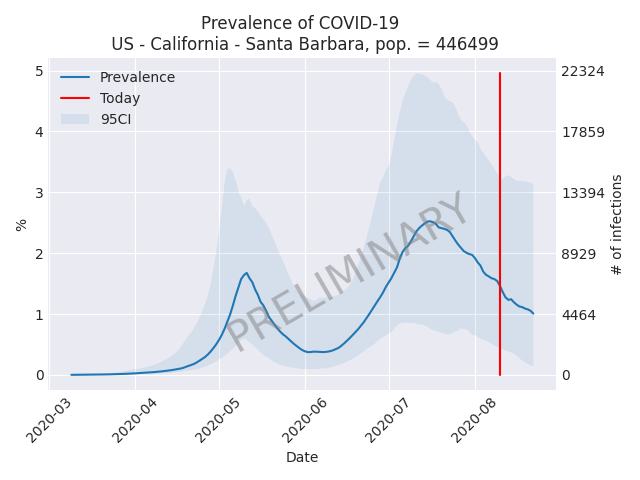 Prevalence of COVID-19
US - California - Santa Barbara, pop. = 446499
Prevalence
Today
95CI
PRELIMINARY
5
4
3
2
1
0
%
22324
17859
13394
8929
4464
0
# of infections
2020-03
2020-04
2020-05
2020-06
2020-07
2020-08
Date